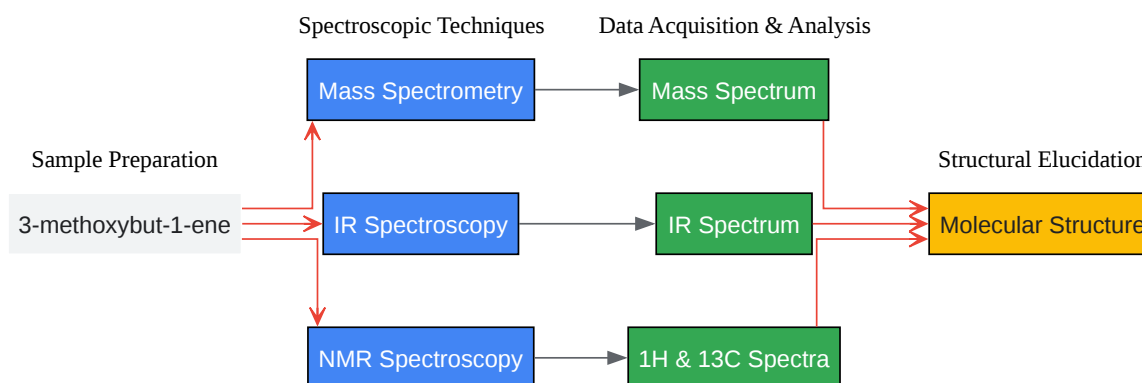 Spectroscopic Techniques
Data Acquisition & Analysis
Mass Spectrometry
Mass Spectrum
Sample Preparation
Structural Elucidation
3-methoxybut-1-ene
IR Spectroscopy
IR Spectrum
Molecular Structure
NMR Spectroscopy
1H & 13C Spectra